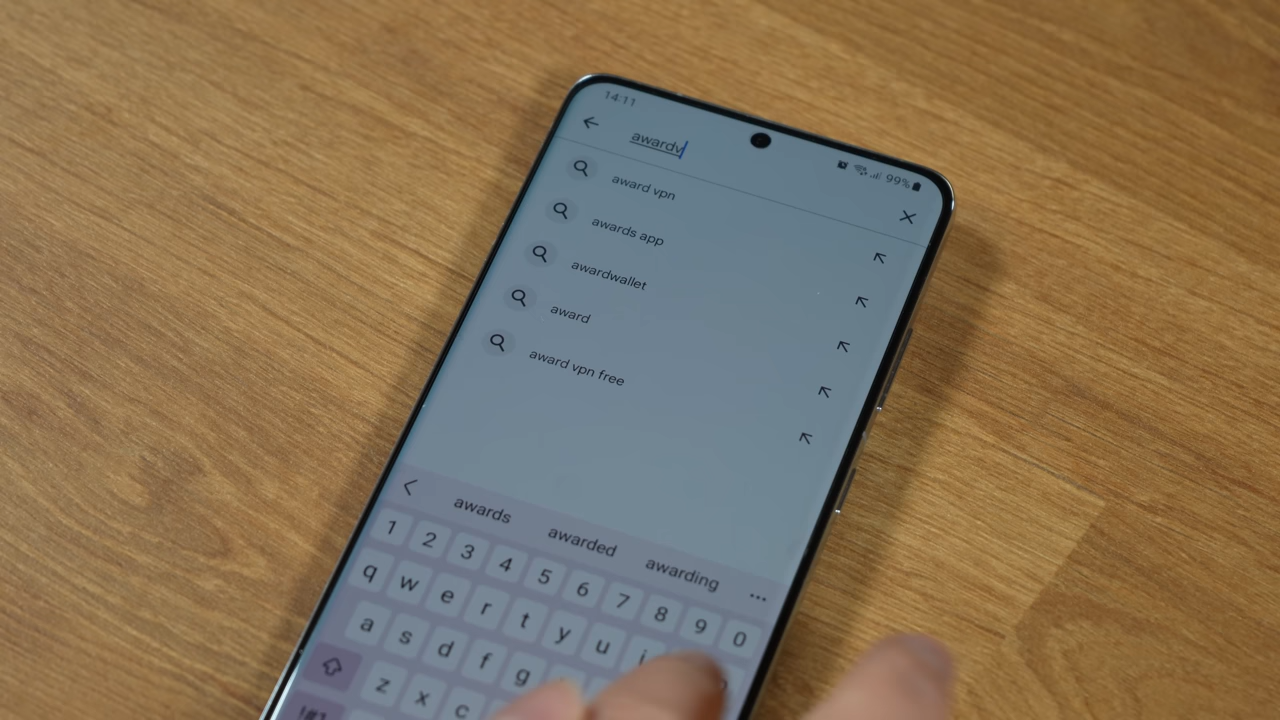 14:11
99%
awardv
award vpn
awards app
awardwallet
award
award vpn free
awards awarded awarding
1 2 3 4 5 6 7 8 9 0
q w e r t y u i
a s d f g
z x c
!#1